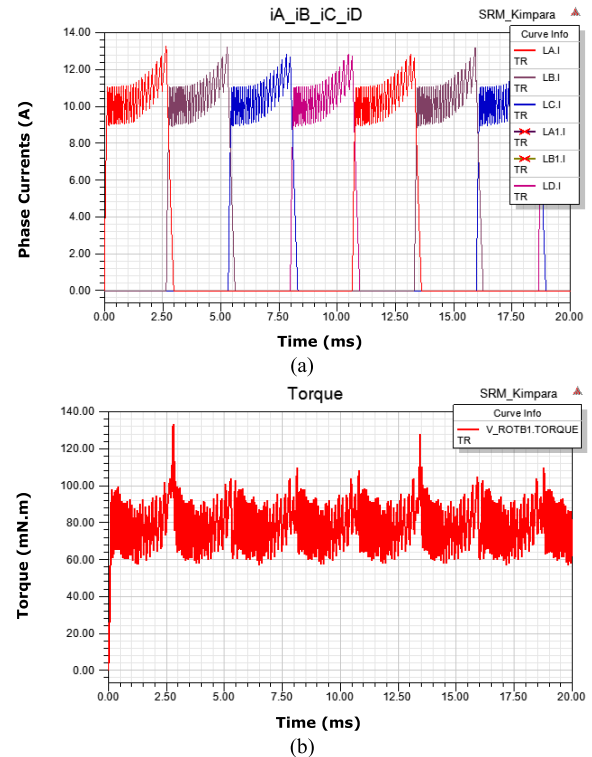 iA_iB_iC_iD
SRM_Kimpara
Curve Info
LA.I
TR
LB.I
TR
LC.I
TR
LA1.I
TR
LB1.I
TR
LD.I
TR
14.00
12.00
10.00
8.00
6.00
4.00
2.00
0.00
Phase Currents (A)
0.00 2.50 5.00 7.50 10.00 12.50 15.00 17.50 20.00
Time (ms)
(a)
Torque
SRM_Kimpara
Curve Info
V_ROTB1.TORQUE
TR
140.00
120.00
100.00
80.00
60.00
40.00
20.00
0.00
Torque (mN.m)
0.00 2.50 5.00 7.50 10.00 12.50 15.00 17.50 20.00
Time (ms)
(b)